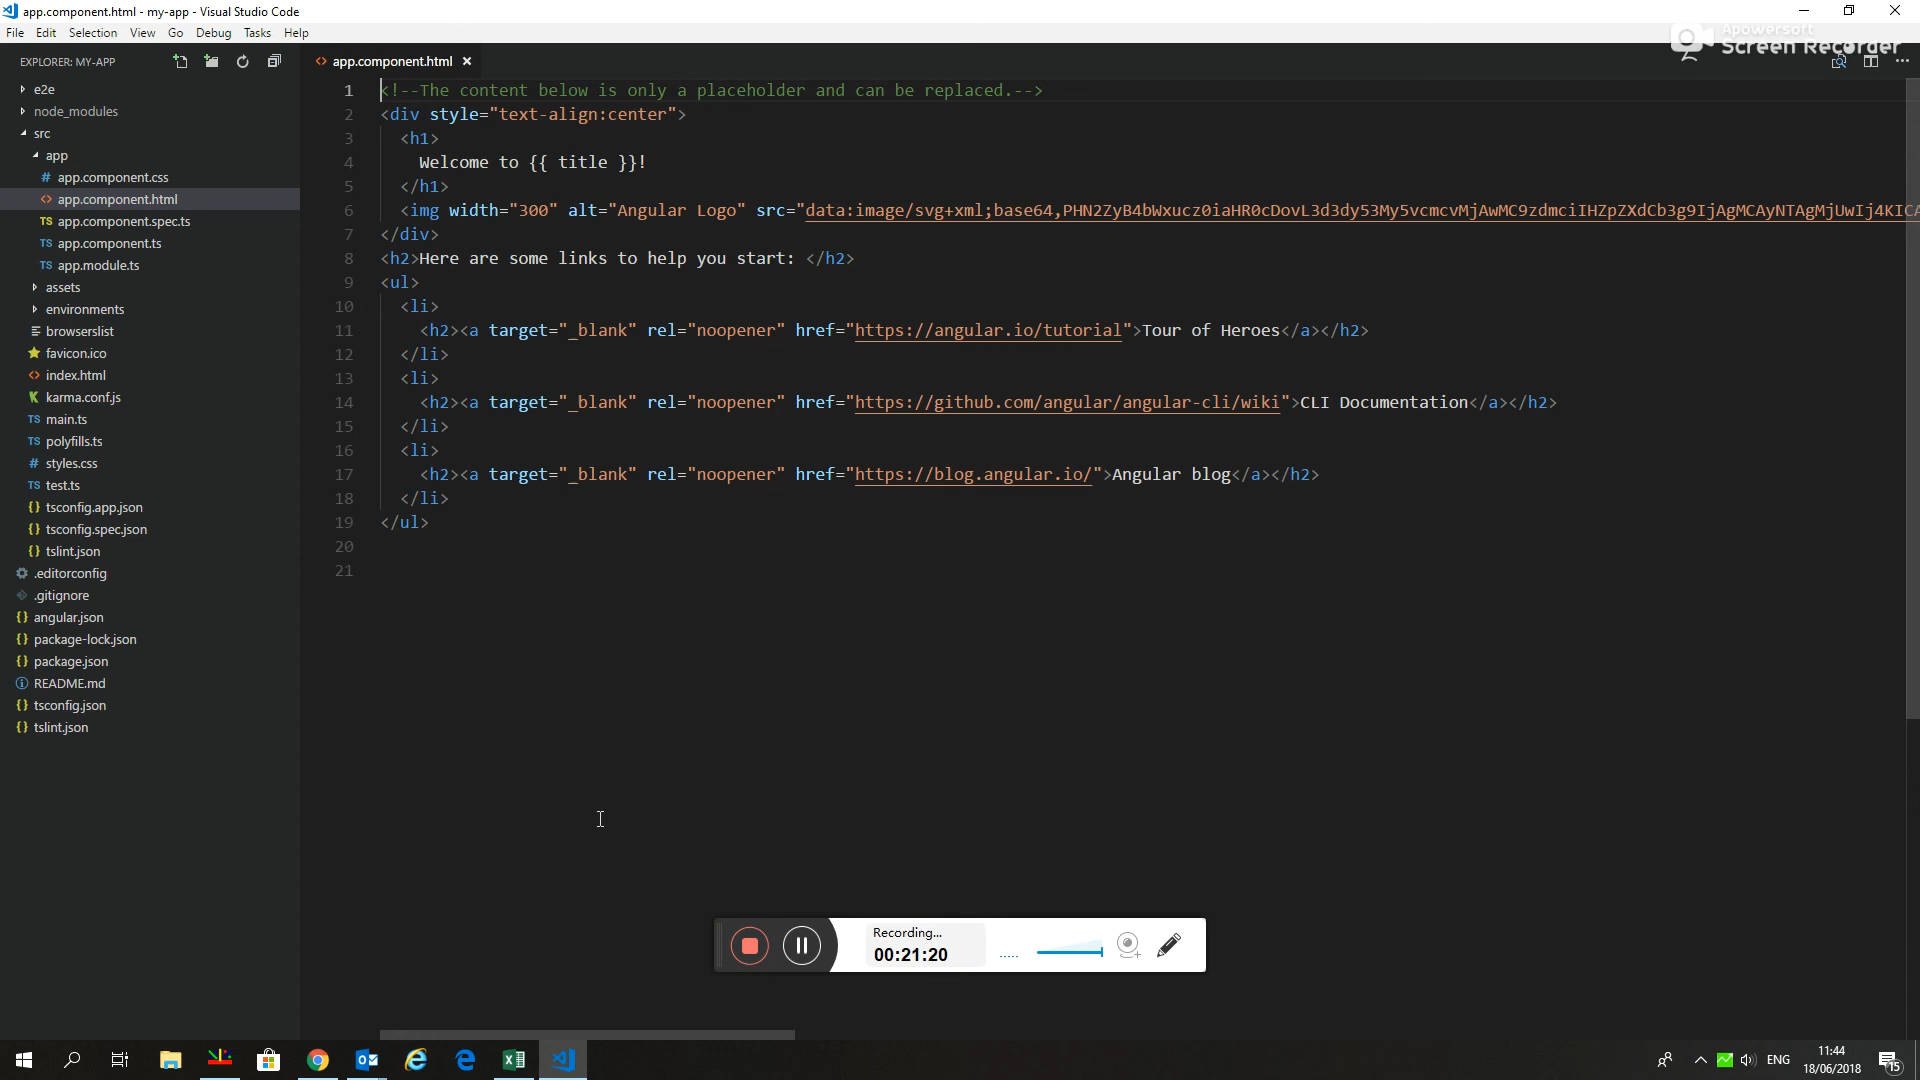 app.component.html - my-app - Visual Studio Code
File Edit Selection View Go Debug Tasks Help
Apowersoft
Screen Recorder
EXPLORER: MY-APP
app.component.html
e2e
node_modules
src
app
app.component.css
app.component.html
TS app.component.spec.ts
TS app.component.ts
TS app.module.ts
assets
environments
browserslist
favicon.ico
index.html
karma.conf.js
TS main.ts
TS polyfills.ts
# styles.css
TS test.ts
{} tsconfig.app.json
{} tsconfig.spec.json
{} tslint.json
.editorconfig
.gitignore
{} angular.json
{} package-lock.json
{} package.json
README.md
{} tsconfig.json
{} tslint.json
1 <!--The content below is only a placeholder and can be replaced.-->
2 <div style="text-align:center">
3 <h1>
4 Welcome to {{ title }}!
5 </h1>
6 <img width="300" alt="Angular Logo" src="data:image/svg+xml;base64,PHN2ZyB4bWxucz0iaHR0cDovL3d3dy53My5vcmcvMjAwMC9zdmciIHZpZXdCb3g9IjAgMCAyNTAgMjUwIj4KICA
7 </div>
8 <h2>Here are some links to help you start: </h2>
9 <ul>
10 <li>
11 <h2><a target="_blank" rel="noopener" href="https://angular.io/tutorial">Tour of Heroes</a></h2>
12 </li>
13 <li>
14 <h2><a target="_blank" rel="noopener" href="https://github.com/angular/angular-cli/wiki">CLI Documentation</a></h2>
15 </li>
16 <li>
17 <h2><a target="_blank" rel="noopener" href="https://blog.angular.io/">Angular blog</a></h2>
18 </li>
19 </ul>
20
21
Recording...
00:21:20
ENG
11:44
18/06/2018
15